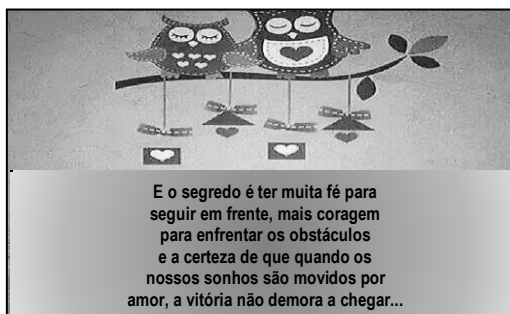 E o segredo é ter muita fé para
seguir em frente, mais coragem
para enfrentar os obstáculos
e a certeza de que quando os
nossos sonhos são movidos por
amor, a vitória não demora a chegar...